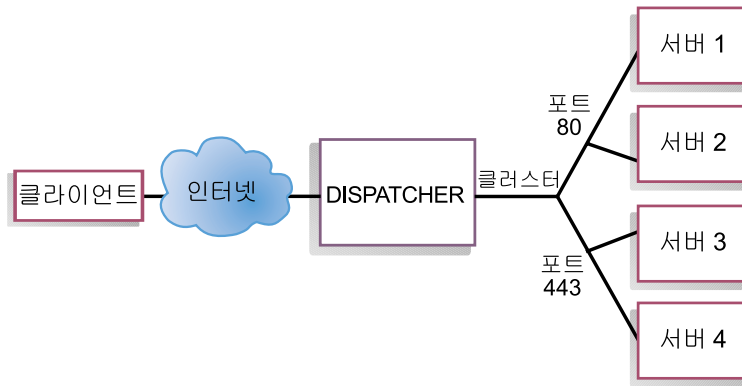 서버 1
포트
80
서버 2
클라이언트
인터넷
DISPATCHER
클러스터
서버 3
포트
443
서버 4